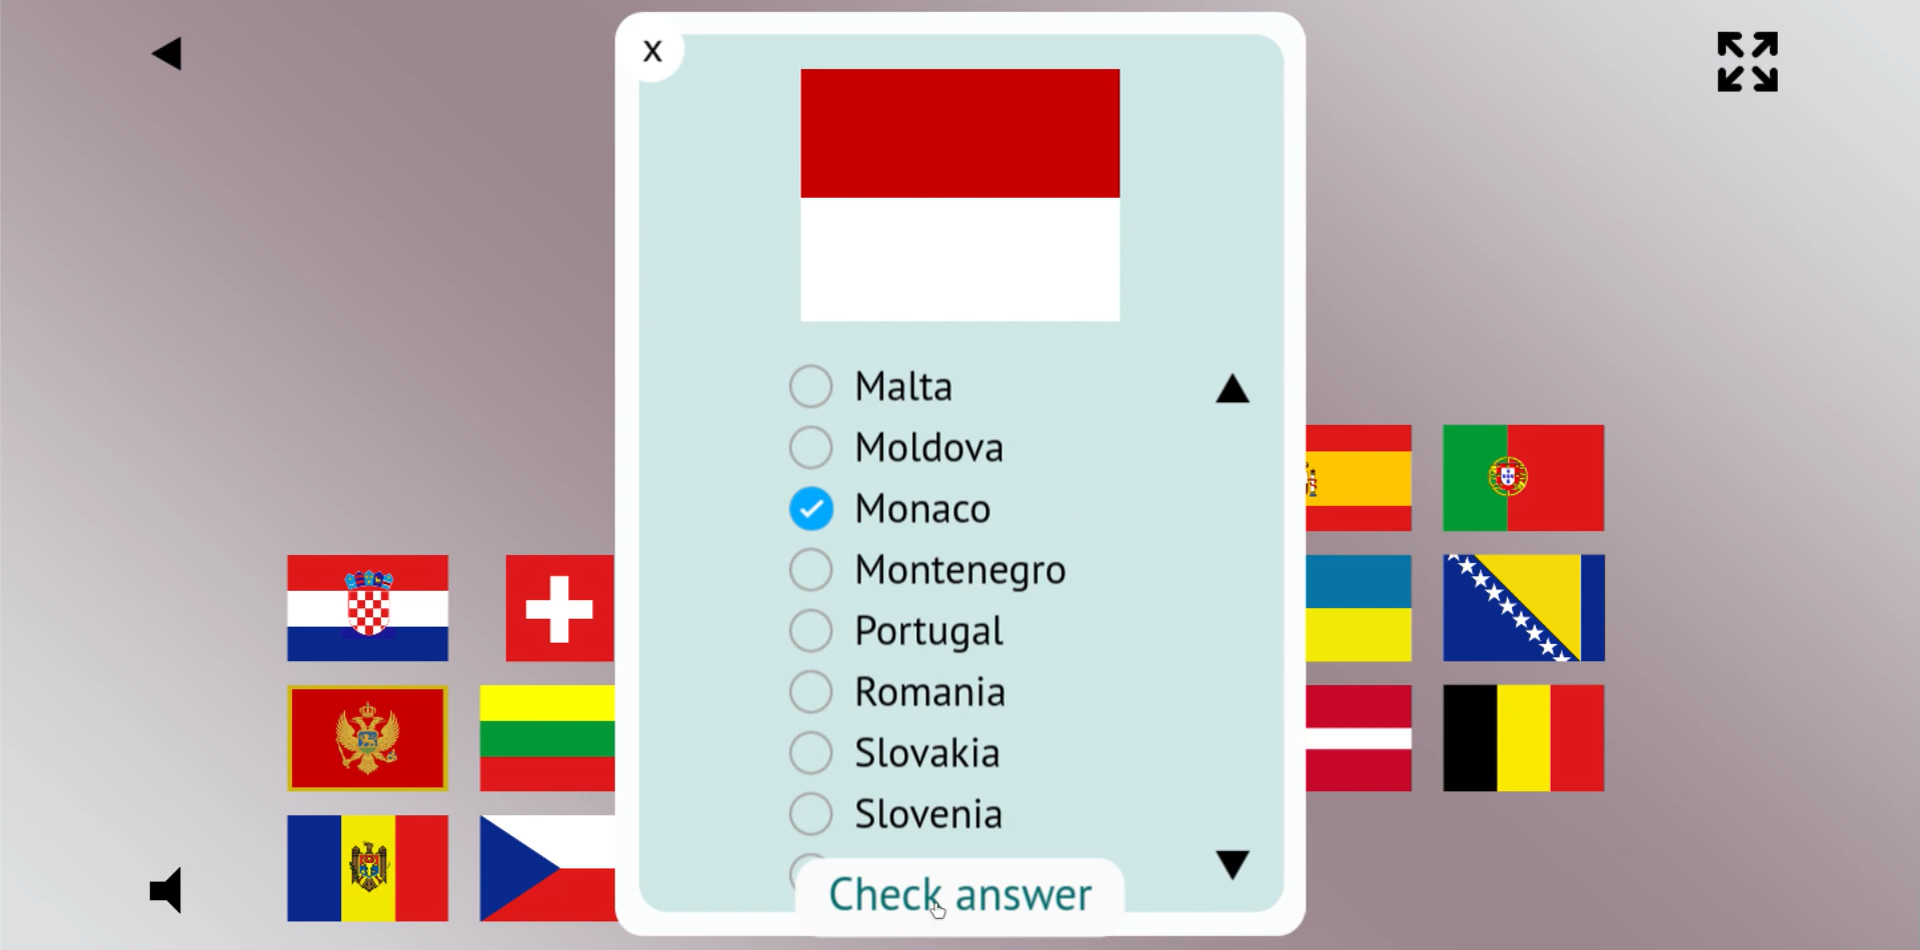 x
Malta
Moldova
Monaco
Montenegro
Portugal
Romania
Slovakia
Slovenia
Check answer